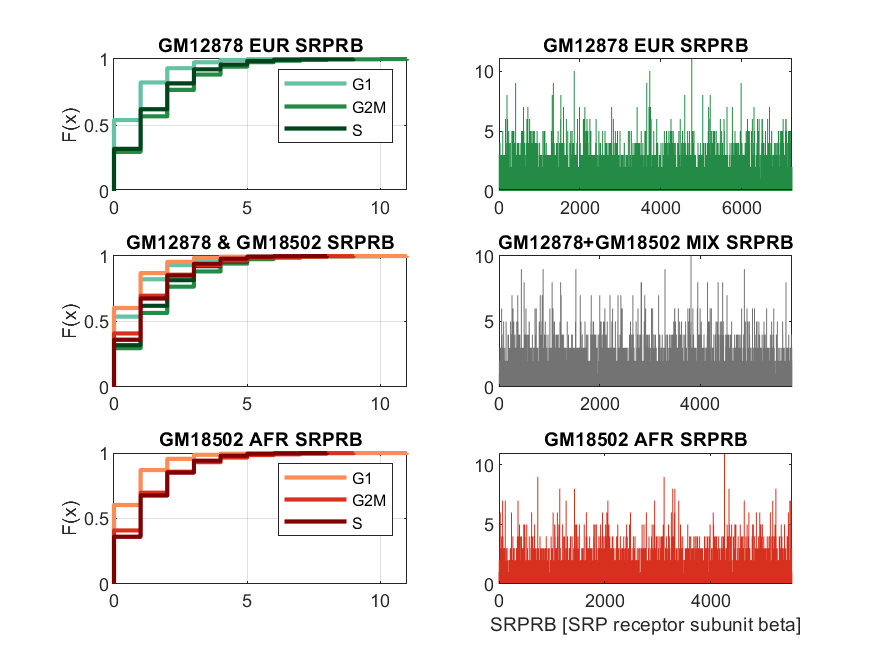 GM12878 EUR SRPRB
1
0.5
0
F(x)
0 5 10
G1
G2M
S
GM12878 EUR SRPRB
10
5
0
0 2000 4000 6000
GM12878 & GM18502 SRPRB
1
0.5
0
F(x)
0 5 10
GM12878+GM18502 MIX SRPRB
10
5
0
0 2000 4000
GM18502 AFR SRPRB
1
0.5
0
F(x)
0 5 10
G1
G2M
S
GM18502 AFR SRPRB
10
5
0
0 2000 4000
SRPRB [SRP receptor subunit beta]